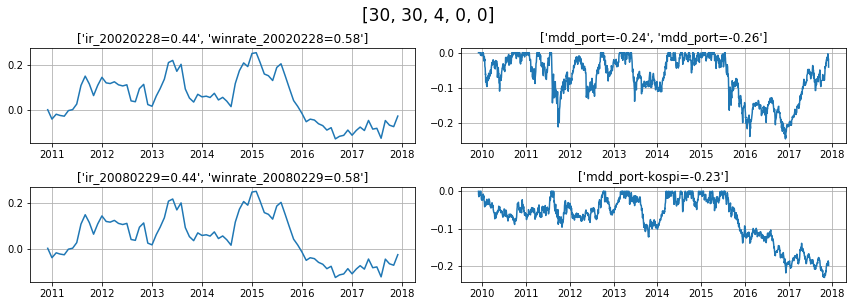 [30, 30, 4, 0, 0]
['ir_20020228=0.44', 'winrate_20020228=0.58']
0.2
0.0
2011 2012 2013 2014 2015 2016 2017 2018
['mdd_port=-0.24', 'mdd_port=-0.26']
0.0
−0.1
−0.2
2010 2011 2012 2013 2014 2015 2016 2017 2018
['ir_20080229=0.44', 'winrate_20080229=0.58']
0.2
0.0
2011 2012 2013 2014 2015 2016 2017 2018
['mdd_port-kospi=-0.23']
0.0
−0.1
−0.2
2010 2011 2012 2013 2014 2015 2016 2017 2018